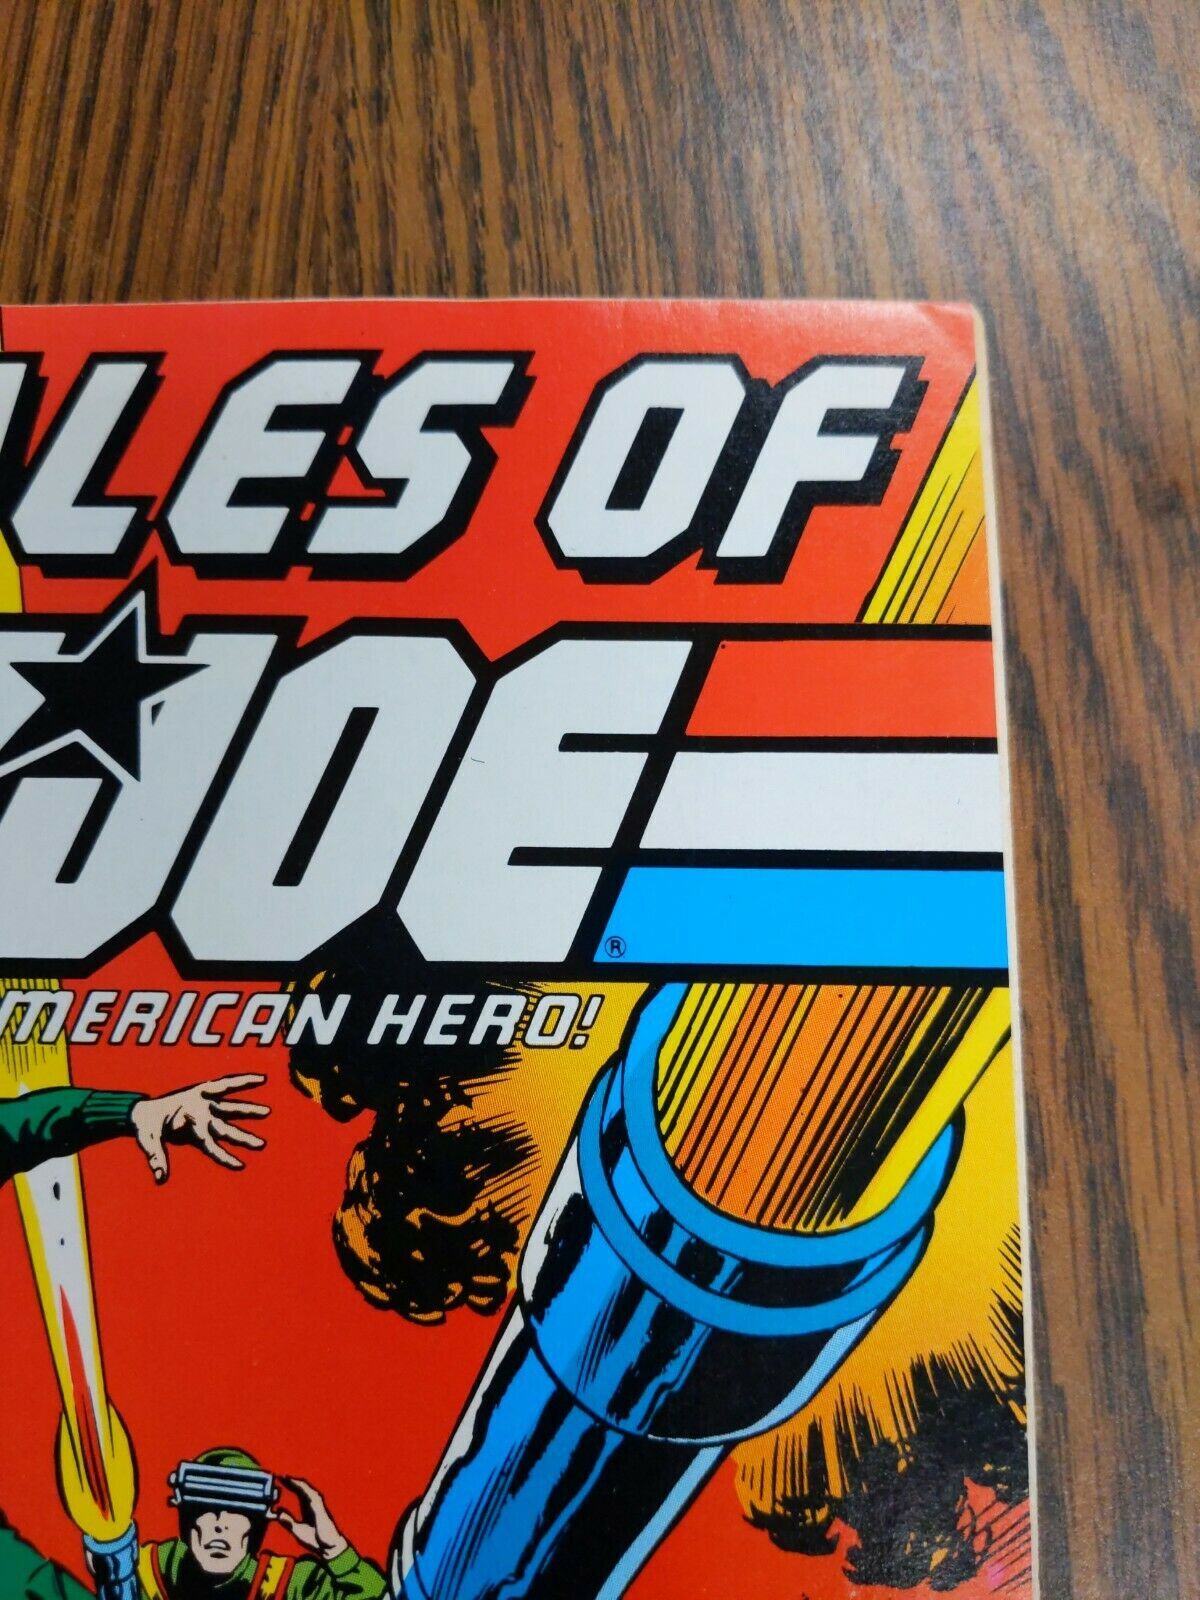 ALES OF
JOE
®
MERICAN HERO!